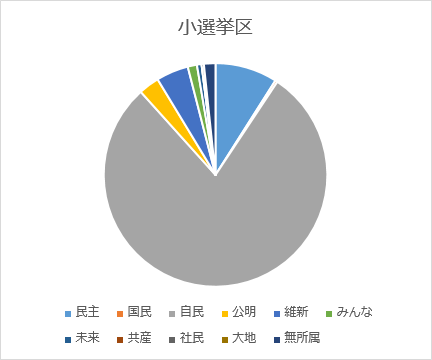 小選挙区
民主 国民 自民 公明 維新 みんな
未来 共産 社民 大地 無所属